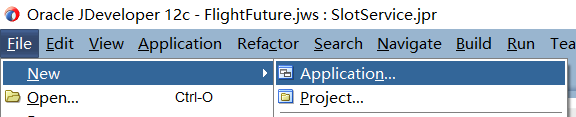 Oracle JDeveloper 12c - FlightFuture.jws : SlotService.jpr
File Edit View Application Refactor Search Navigate Build Run Tea
New Application...
Open... Ctrl-O Project...